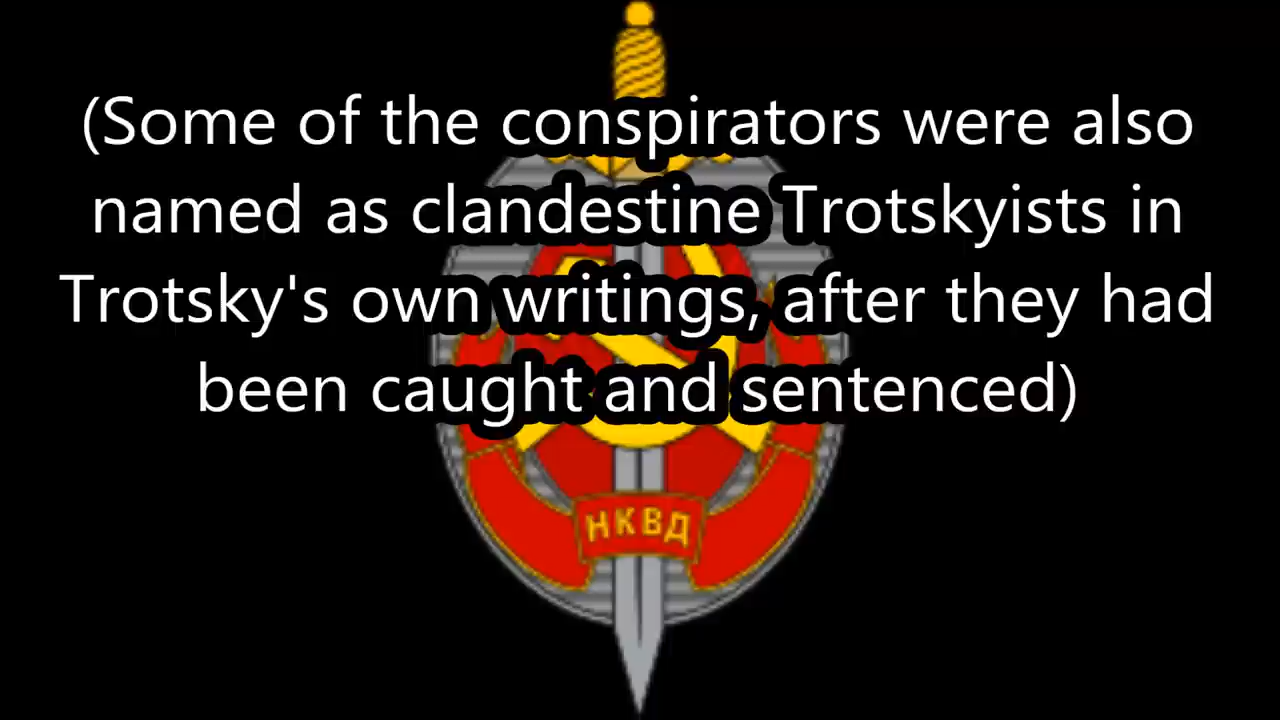 (Some of the conspirators were also
named as clandestine Trotskyists in
Trotsky's own writings, after they had
been caught and sentenced)
НКВД